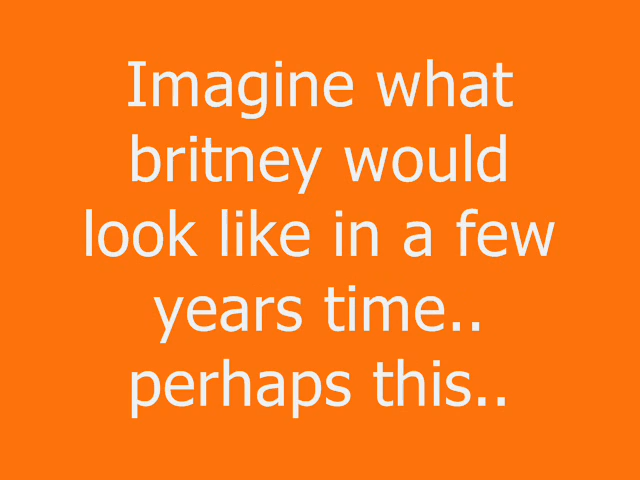 Imagine what
britney would
look like in a few
years time..
perhaps this..